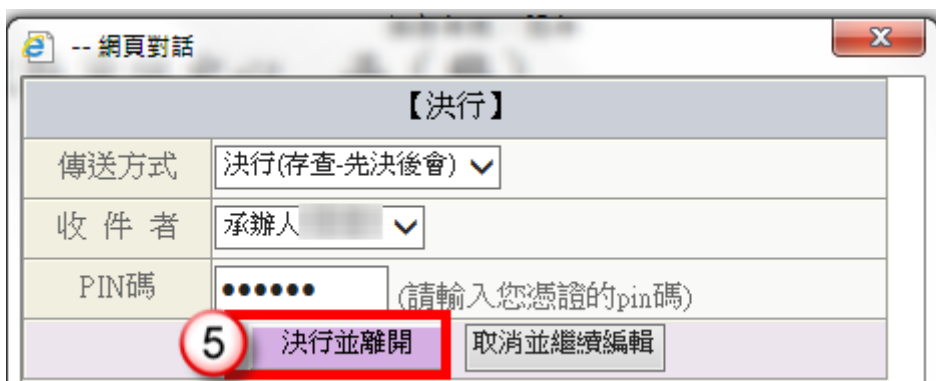 -- 網頁對話
【決行】
傳送方式 決行(存查-先決後會)
收 件 者 承辦人
PIN碼 •••••• (請輸入您憑證的pin碼)
5 決行並離開 取消並繼續編輯